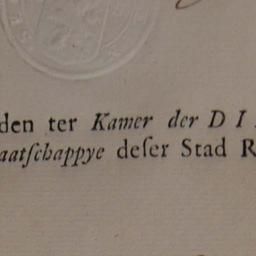 den ter Kamer der D I
aatſchappye deſer Stad R